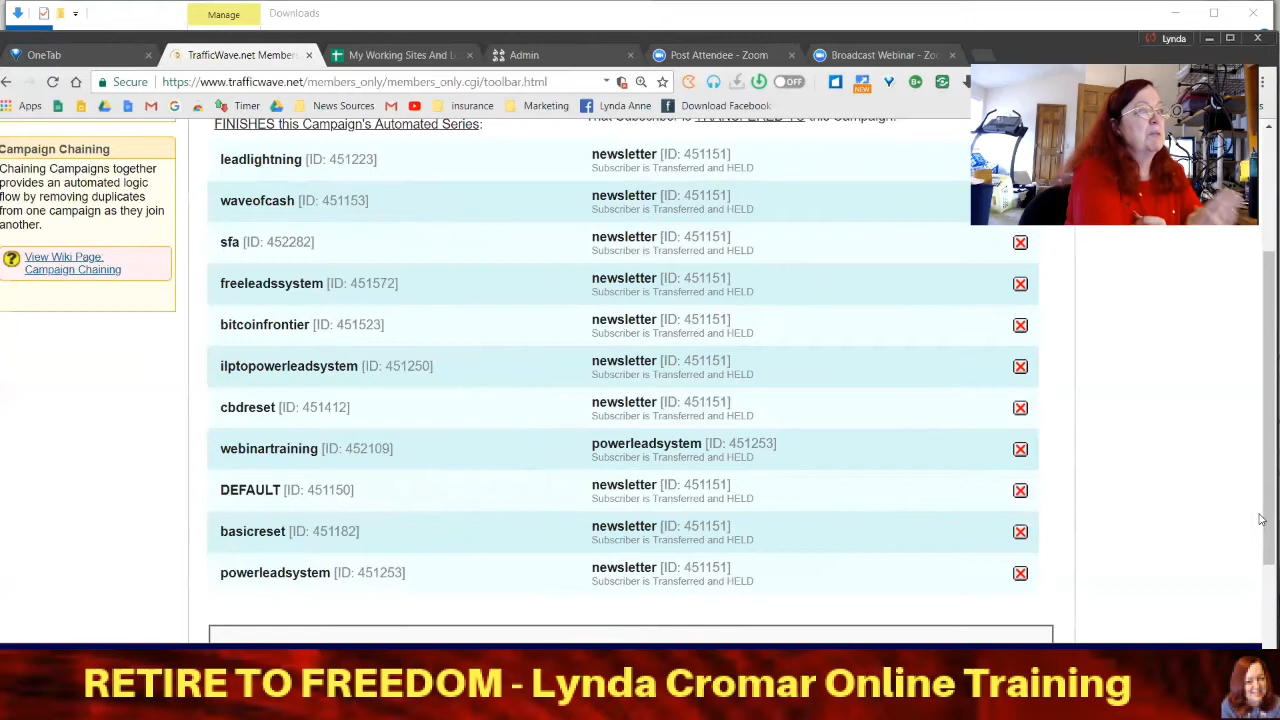 Manage
Downloads
OneTab
TrafficWave.net Member
My Working Sites And L
Admin
Post Attendee - Zoom
Broadcast Webinar - Zo
Lynda
Secure
https://www.trafficwave.net/members_only/members_only.cgi/toolbar.html
OFF
NEW
Apps
Timer
News Sources
insurance
Marketing
Lynda Anne
Download Facebook
FINISHES this Campaign's Automated Series:
That Subscriber is TRANSFERED TO this Campaign:
Campaign Chaining
Chaining Campaigns together
provides an automated logic
flow by removing duplicates
from one campaign as they join
another.
View Wiki Page:
Campaign Chaining
leadlightning [ID: 451223]
newsletter [ID: 451151]
Subscriber is Transferred and HELD
waveofcash [ID: 451153]
newsletter [ID: 451151]
Subscriber is Transferred and HELD
sfa [ID: 452282]
newsletter [ID: 451151]
Subscriber is Transferred and HELD
freeleadssystem [ID: 451572]
newsletter [ID: 451151]
Subscriber is Transferred and HELD
bitcoinfrontier [ID: 451523]
newsletter [ID: 451151]
Subscriber is Transferred and HELD
ilptopowerleadsystem [ID: 451250]
newsletter [ID: 451151]
Subscriber is Transferred and HELD
cbdreset [ID: 451412]
newsletter [ID: 451151]
Subscriber is Transferred and HELD
webinartraining [ID: 452109]
powerleadsystem [ID: 451253]
Subscriber is Transferred and HELD
DEFAULT [ID: 451150]
newsletter [ID: 451151]
Subscriber is Transferred and HELD
basicreset [ID: 451182]
newsletter [ID: 451151]
Subscriber is Transferred and HELD
powerleadsystem [ID: 451253]
newsletter [ID: 451151]
Subscriber is Transferred and HELD
RETIRE TO FREEDOM - Lynda Cromar Online Training